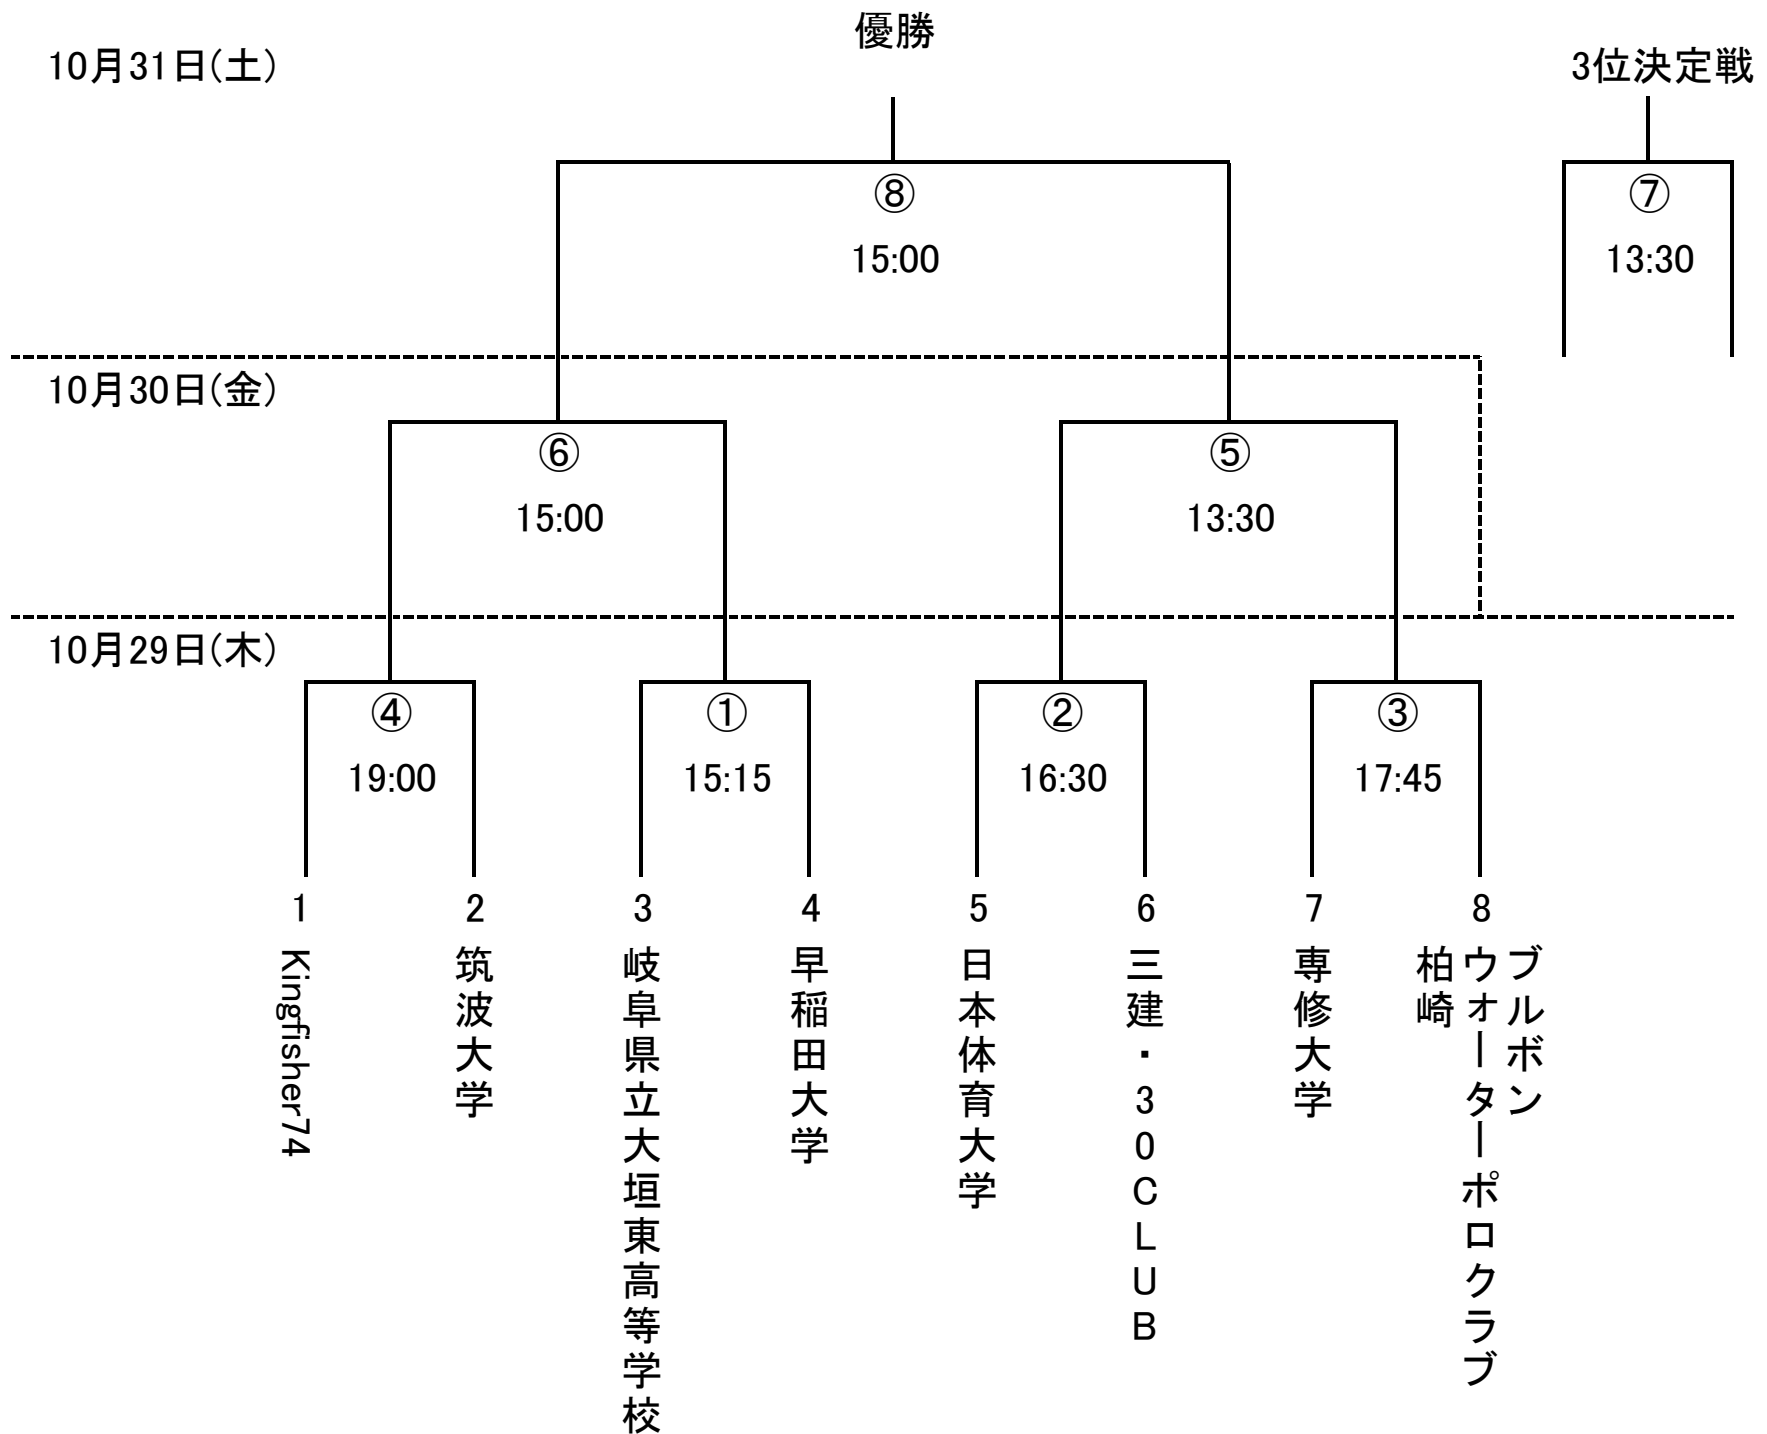 優勝
10月31日(土)
3位決定戦
⑧
⑦
15:00
13:30
10月30日(金)
⑥
⑤
15:00
13:30
10月29日(木)
④
①
②
③
19:00
15:15
16:30
17:45
1
2
3
4
5
6
7
8
Kingfisher74
筑波大学
岐阜県立大垣東高等学校
早稲田大学
日本体育大学
三建・30CLUB
専修大学
ブルボン
ウォーターポロクラブ
柏崎